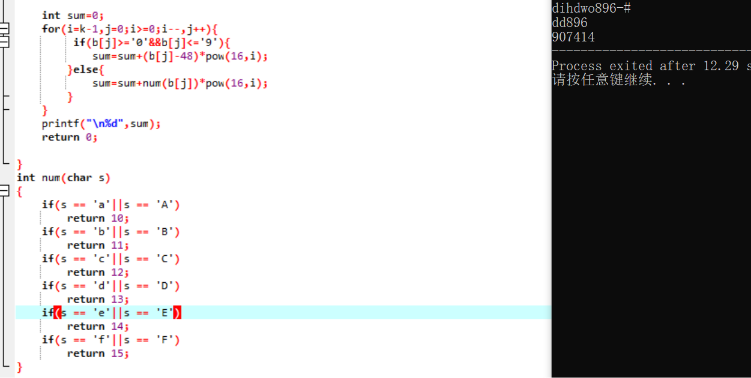 int sum=0;
for(i=k-1,j=0;i>=0;i--,j++){
if(b[j]>='0'&&b[j]<='9'){
sum=sum+(b[j]-48)*pow(16,i);
}else{
sum=sum+num(b[j])*pow(16,i);
}
}
printf("\n%d",sum);
return 0;
}
int num(char s)
{
if(s == 'a'||s == 'A')
return 10;
if(s == 'b'||s == 'B')
return 11;
if(s == 'c'||s == 'C')
return 12;
if(s == 'd'||s == 'D')
return 13;
if(s == 'e'||s == 'E')
return 14;
if(s == 'f'||s == 'F')
return 15;
}
dihdwo896-#
dd896
907414
--------------------------------
Process exited after 12.29 s
请按任意键继续. . .